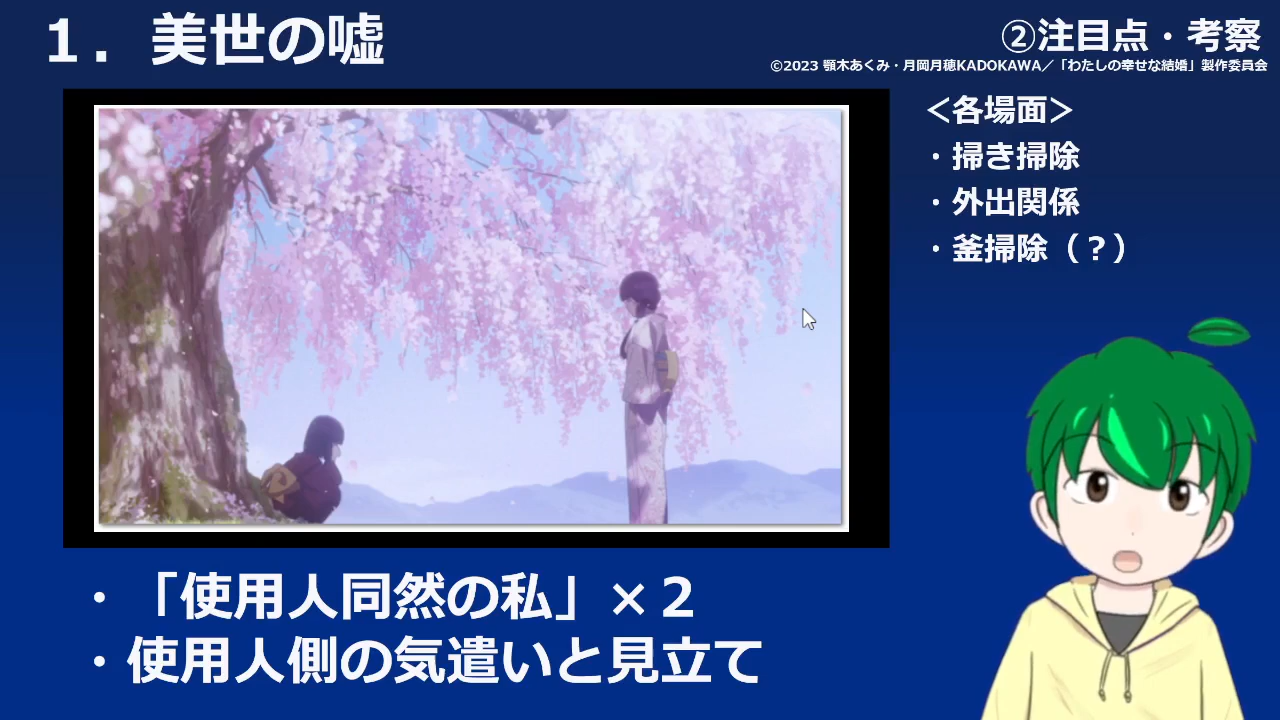 １．美世の嘘
②注目点・考察
©2023 顎木あくみ・月岡月穂KADOKAWA／「わたしの幸せな結婚」製作委員会
＜各場面＞
・掃き掃除
・外出関係
・釜掃除（？）
・「使用人同然の私」×２
・使用人側の気遣いと見立て